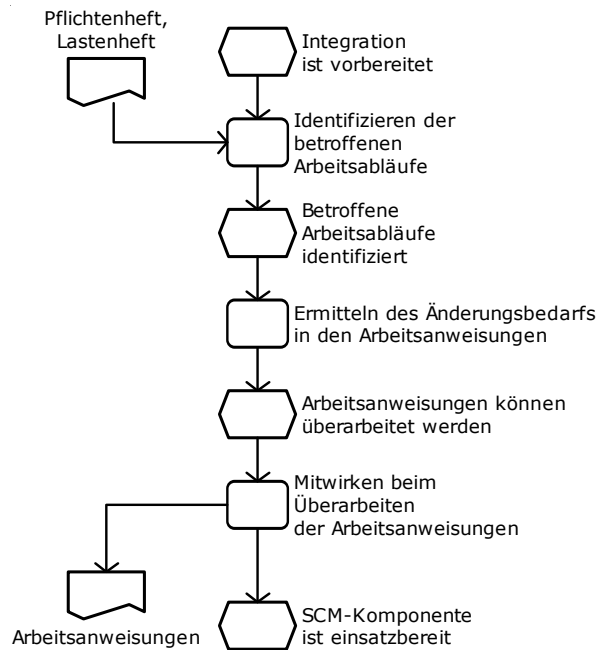 Pflichtenheft,
Lastenheft
Integration
ist vorbereitet
Identifizieren der
betroffenen
Arbeitsabläufe
Betroffene
Arbeitsabläufe
identifiziert
Ermitteln des Änderungsbedarfs
in den Arbeitsanweisungen
Arbeitsanweisungen können
überarbeitet werden
Mitwirken beim
Überarbeiten
der Arbeitsanweisungen
Arbeitsanweisungen
SCM-Komponente
ist einsatzbereit